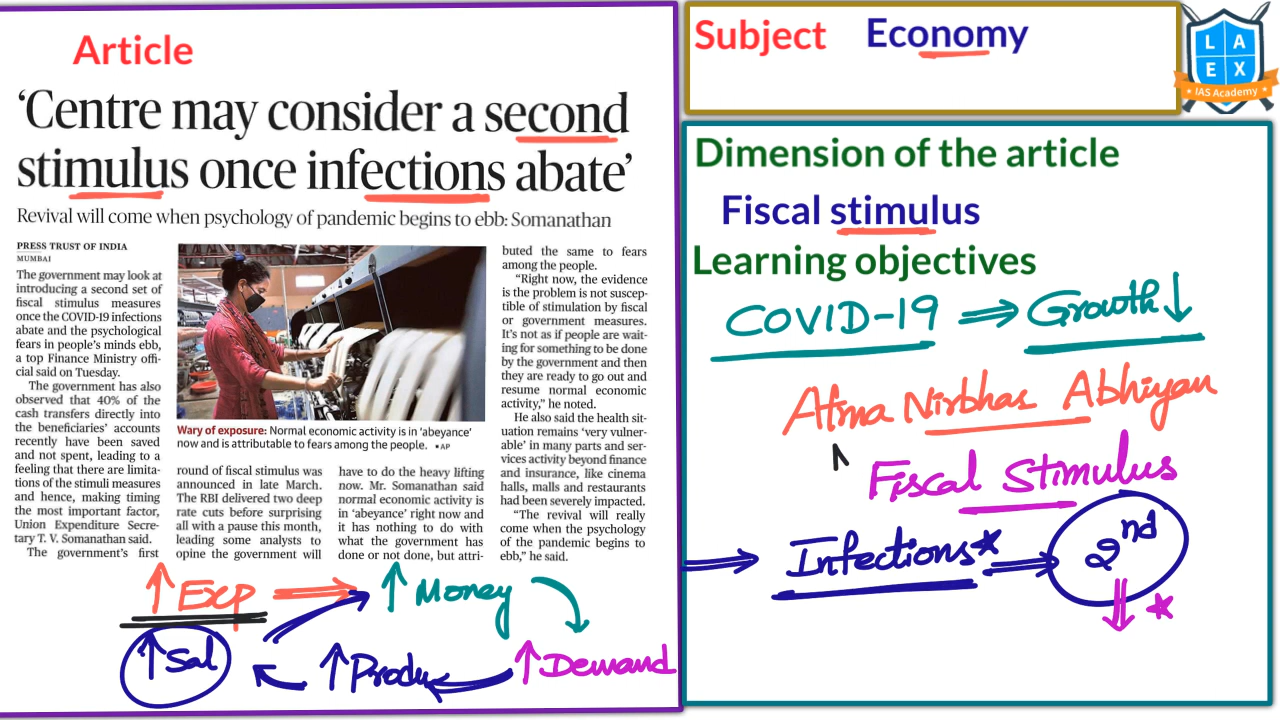 Article
‘Centre may consider a second
stimulus once infections abate’
Revival will come when psychology of pandemic begins to ebb: Somanathan
PRESS TRUST OF INDIA
MUMBAI
The government may look at
introducing a second set of
fiscal stimulus measures
once the COVID-19 infections
abate and the psychological
fears in people's minds ebb,
a top Finance Ministry offi-
cial said on Tuesday.
The government has also
observed that 40% of the
cash transfers directly into
the beneficiaries' accounts
recently have been saved
and not spent, leading to a
feeling that there are limita-
tions of the stimuli measures
and hence, making timing
the most important factor,
Union Expenditure Secre-
tary T. V. Somanathan said.
The government's first
Wary of exposure: Normal economic activity is in 'abeyance'
now and is attributable to fears among the people. •AP
round of fiscal stimulus was
announced in late March.
The RBI delivered two deep
rate cuts before surprising
all with a pause this month,
leading some analysts to
opine the government will
have to do the heavy lifting
now. Mr. Somanathan said
normal economic activity is
in 'abeyance' right now and
it has nothing to do with
what the government has
done or not done, but attri-
buted the same to fears
among the people.
"Right now, the evidence
is the problem is not suscep-
tible of stimulation by fiscal
or government measures.
It's not as if people are wait-
ing for something to be done
by the government and then
they are ready to go out and
resume normal economic
activity," he noted.
He also said the health sit-
uation remains 'very vulner-
able' in many parts and ser-
vices activity beyond finance
and insurance, like cinema
halls, malls and restaurants
had been severely impacted.
"The revival will really
come when the psychology
of the pandemic begins to
ebb," he said.
↑ Exp ⇒ ↑ Money
↑ Sal ↑ Produ ↑ Demand
Subject Economy
L A
E X
IAS Academy
Dimension of the article
Fiscal stimulus
Learning objectives
COVID-19 ⇒ Growth ↓
Atma Nirbhar Abhiyan
Fiscal Stimulus
⇒ Infections* ⇒ 2nd
⇓ *